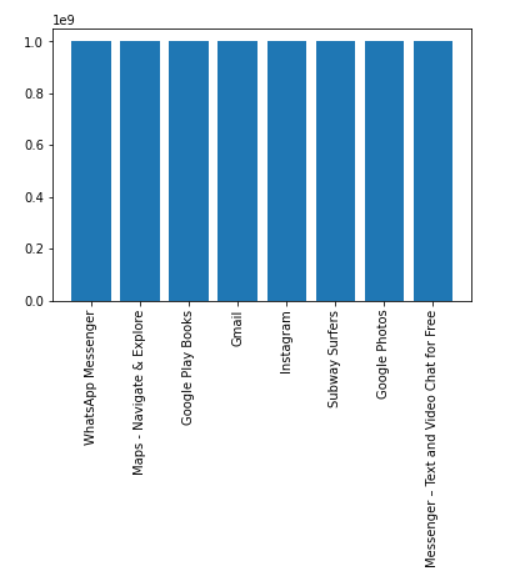 1e9
1.0
0.8
0.6
0.4
0.2
0.0
WhatsApp Messenger
Maps - Navigate & Explore
Google Play Books
Gmail
Instagram
Subway Surfers
Google Photos
Messenger – Text and Video Chat for Free